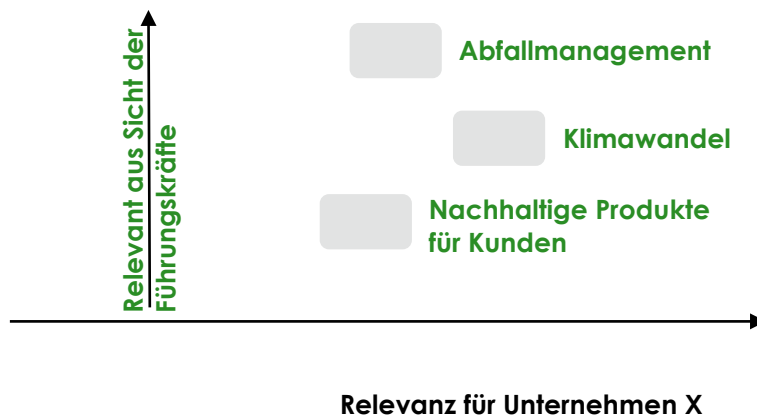 Relevant aus Sicht der
Führungskräfte
Abfallmanagement
Klimawandel
Nachhaltige Produkte
für Kunden
Relevanz für Unternehmen X